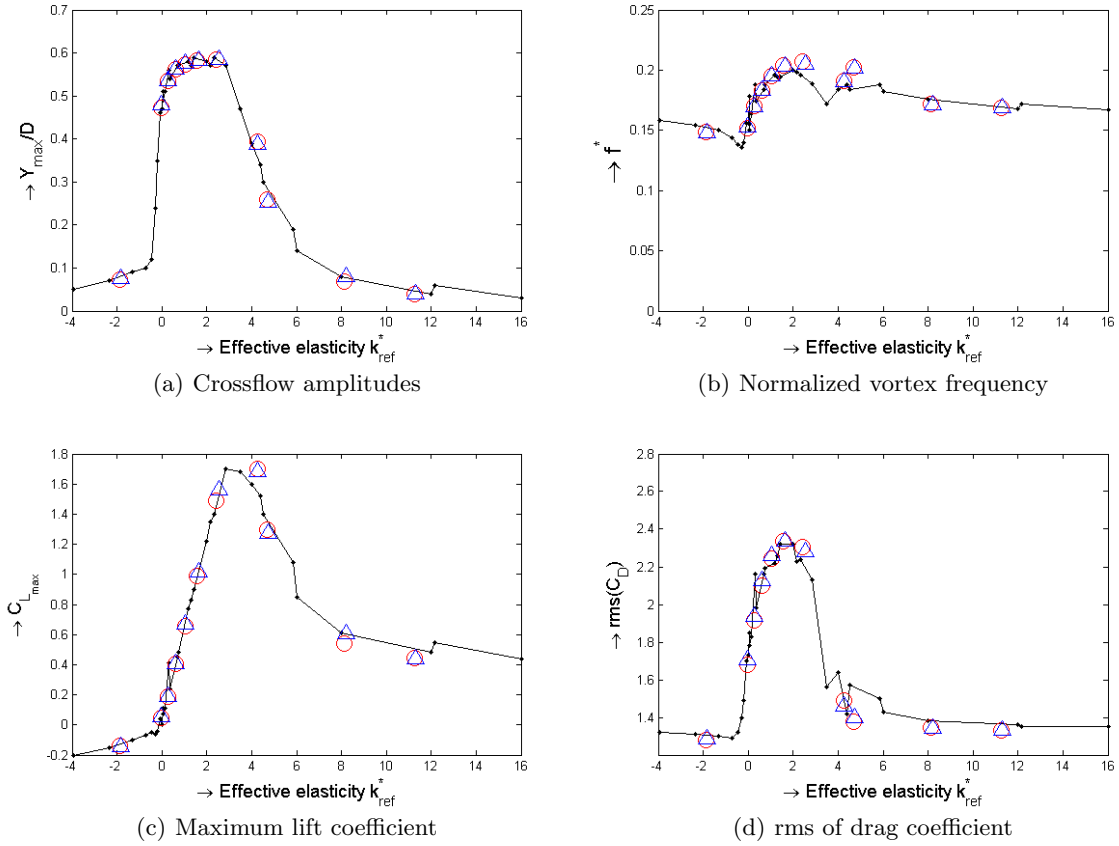 0.7
0.6
0.5
0.4
0.3
0.2
0.1
0
-4 -2 0 2 4 6 8 10 12 14 16
→ Y_max/D
→ Effective elasticity k*_ref
(a) Crossflow amplitudes
0.25
0.2
0.15
0.1
0.05
0
-4 -2 0 2 4 6 8 10 12 14 16
→ f*
→ Effective elasticity k*_ref
(b) Normalized vortex frequency
1.8
1.6
1.4
1.2
1
0.8
0.6
0.4
0.2
0
-0.2
-4 -2 0 2 4 6 8 10 12 14 16
→ C_L_max
→ Effective elasticity k*_ref
(c) Maximum lift coefficient
2.8
2.6
2.4
2.2
2
1.8
1.6
1.4
1.2
-4 -2 0 2 4 6 8 10 12 14 16
→ rms(C_D)
→ Effective elasticity k*_ref
(d) rms of drag coefficient